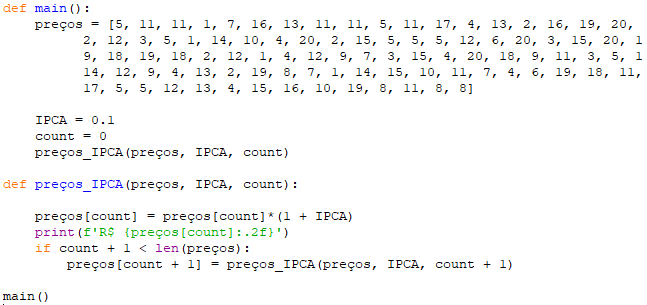 def main():
    preços = [5, 11, 11, 1, 7, 16, 13, 11, 11, 5, 11, 17, 4, 13, 2, 16, 19, 20,
          2, 12, 3, 5, 1, 14, 10, 4, 20, 2, 15, 5, 5, 5, 12, 6, 20, 3, 15, 20, 1
          9, 18, 19, 18, 2, 12, 1, 4, 12, 9, 7, 3, 15, 4, 20, 18, 9, 11, 3, 5, 1
          14, 12, 9, 4, 13, 2, 19, 8, 7, 1, 14, 15, 10, 11, 7, 4, 6, 19, 18, 11,
          17, 5, 5, 12, 13, 4, 15, 16, 10, 19, 8, 11, 8, 8]
    IPCA = 0.1
    count = 0
    preços_IPCA(preços, IPCA, count)
def preços_IPCA(preços, IPCA, count):
    preços[count] = preços[count]*(1 + IPCA)
    print(f'R$ {preços[count]:.2f}')
    if count + 1 < len(preços):
        preços[count + 1] = preços_IPCA(preços, IPCA, count + 1)
main()